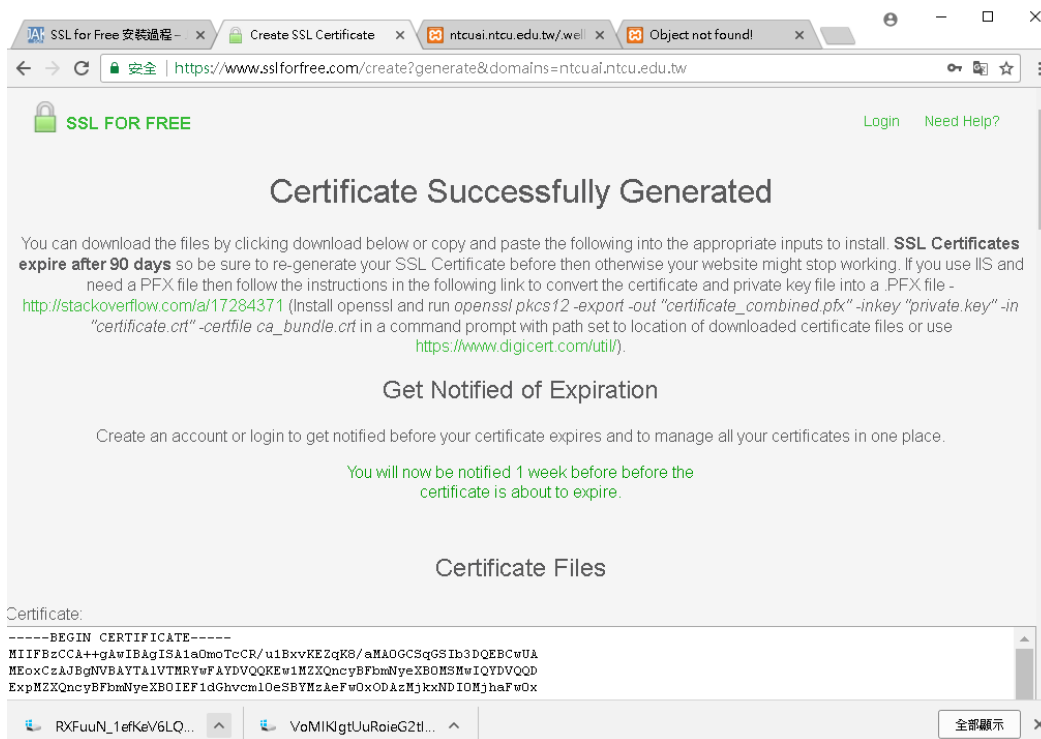 SSL for Free 安裝過程 –
Create SSL Certificate
ntcuai.ntcu.edu.tw/.well
Object not found!
安全 | https://www.sslforfree.com/create?generate&domains=ntcuai.ntcu.edu.tw
SSL FOR FREE
Login Need Help?
Certificate Successfully Generated
You can download the files by clicking download below or copy and paste the following into the appropriate inputs to install. SSL Certificates
expire after 90 days so be sure to re-generate your SSL Certificate before then otherwise your website might stop working. If you use IIS and
need a PFX file then follow the instructions in the following link to convert the certificate and private key file into a .PFX file -
http://stackoverflow.com/a/17284371 (Install openssl and run openssl pkcs12 -export -out "certificate_combined.pfx" -inkey "private.key" -in
"certificate.crt" -certfile ca_bundle.crt in a command prompt with path set to location of downloaded certificate files or use
https://www.digicert.com/util/).
Get Notified of Expiration
Create an account or login to get notified before your certificate expires and to manage all your certificates in one place.
You will now be notified 1 week before before the
certificate is about to expire.
Certificate Files
Certificate:
-----BEGIN CERTIFICATE-----
MIIFBzCCA++gAwIBAgISA1aOmoTcCR/u1BxvKEZqK8/aMA0GCSqGSIb3DQEBCwUA
MEoxCzAJBgNVBAYTAlVTMRYwFAYDVQQKEw1MZXQncyBFbmNyeXB0MSMwIQYDVQQD
ExpMZXQncyBFbmNyeXB0IEF1dGhvcml0eSBYMzAeFw0xODAzMjkxNDI0MjhaFw0x
RXFuuN_1efKeV6LQ...
VoMIKIgtUuRoieG2tI...
全部顯示